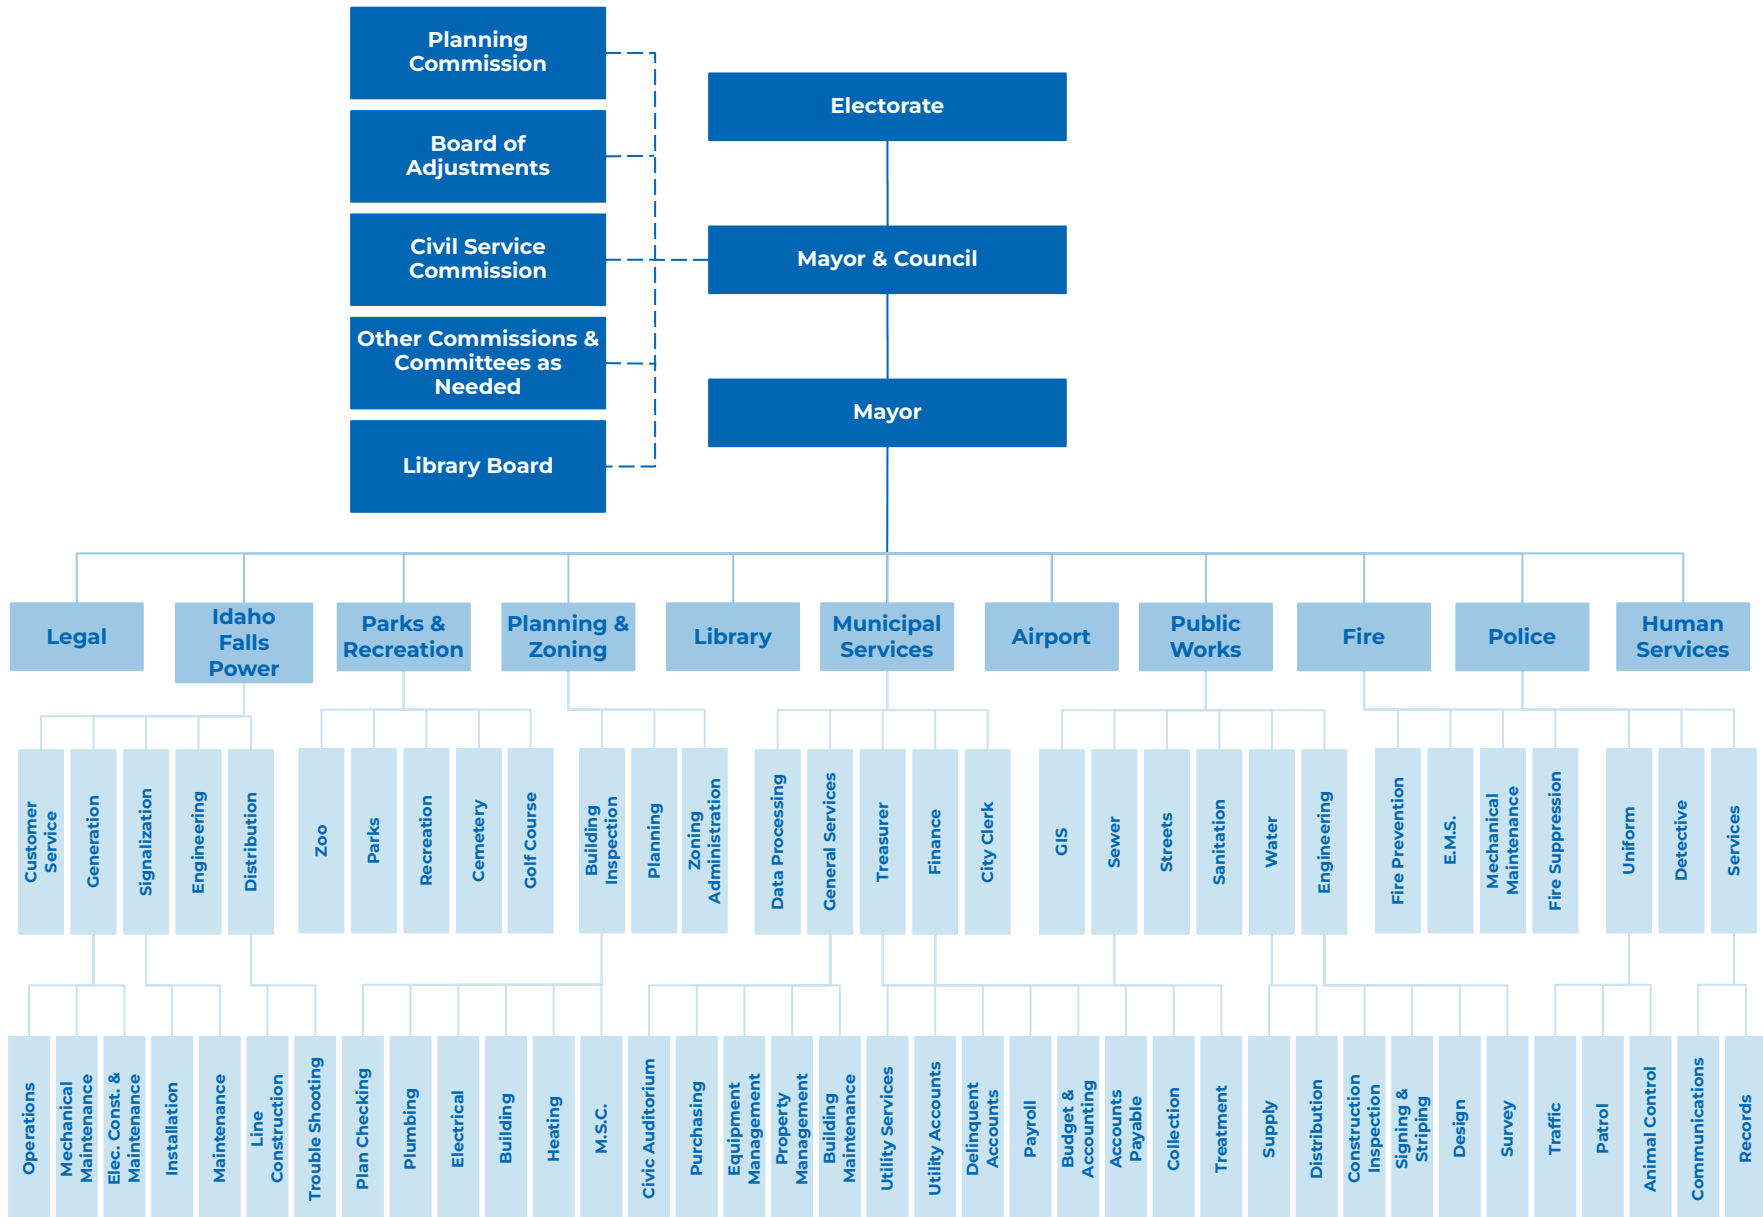 Planning
Commission
Board of
Adjustments
Civil Service
Commission
Other Commissions &
Committees as
Needed
Library Board
Electorate
Mayor & Council
Mayor
Legal
Idaho
Falls
Power
Parks &
Recreation
Planning &
Zoning
Library
Municipal
Services
Airport
Public
Works
Fire
Police
Human
Services
Customer
Service
Generation
Signalization
Engineering
Distribution
Zoo
Parks
Recreation
Cemetery
Golf Course
Building
Inspection
Planning
Zoning
Administration
Data Processing
General Services
Treasurer
Finance
City Clerk
GIS
Sewer
Streets
Sanitation
Water
Engineering
Fire Prevention
E.M.S.
Mechanical
Maintenance
Fire Suppression
Uniform
Detective
Services
Operations
Mechanical
Maintenance
Elec. Const. &
Maintenance
Installation
Maintenance
Line
Construction
Trouble Shooting
Plan Checking
Plumbing
Electrical
Building
Heating
M.S.C.
Civic Auditorium
Purchasing
Equipment
Management
Property
Management
Building
Maintenance
Utility Services
Utility Accounts
Delinquent
Accounts
Payroll
Budget &
Accounting
Accounts
Payable
Collection
Treatment
Supply
Distribution
Construction
Inspection
Signing &
Striping
Design
Survey
Traffic
Patrol
Animal Control
Communications
Records